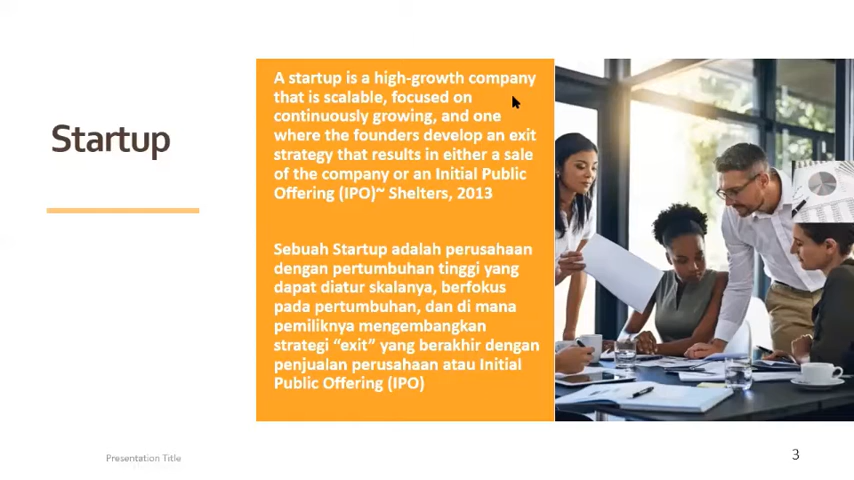 Startup
A startup is a high-growth company
that is scalable, focused on
continuously growing, and one
where the founders develop an exit
strategy that results in either a sale
of the company or an Initial Public
Offering (IPO)~ Shelters, 2013
Sebuah Startup adalah perusahaan
dengan pertumbuhan tinggi yang
dapat diatur skalanya, berfokus
pada pertumbuhan, dan di mana
pemiliknya mengembangkan
strategi “exit” yang berakhir dengan
penjualan perusahaan atau Initial
Public Offering (IPO)
Presentation Title
3